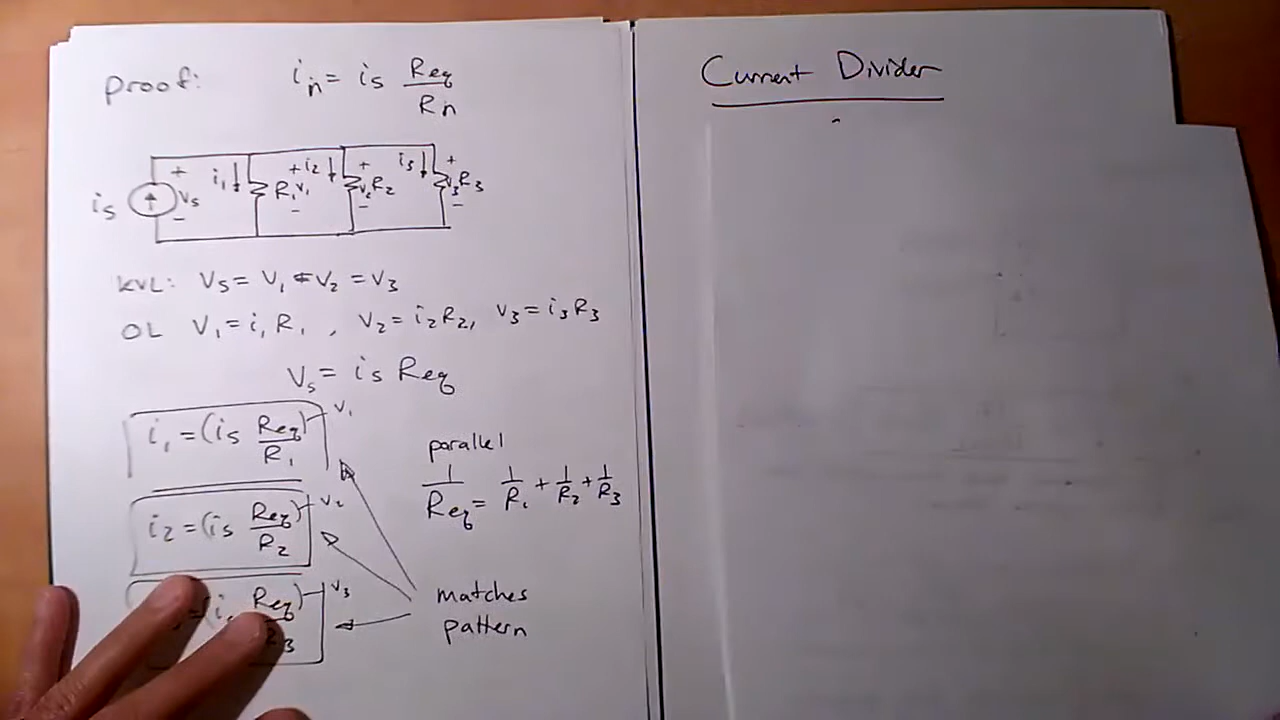 Proof: in = is Req / Rn
+ i1 + i2 + i3 +
is vs R1 v1 v2 R2 v3 R3
- - - -
KVL: Vs = V1 = V2 = V3
OL V1 = i1 R1, V2 = i2 R2, V3 = i3 R3
Vs = is Req
i1 = (is Req / R1) V1
parallel
1 / Req = 1 / R1 + 1 / R2 + 1 / R3
i2 = (is Req / R2) V2
Req / R3) V3
matches
pattern
Current Divider